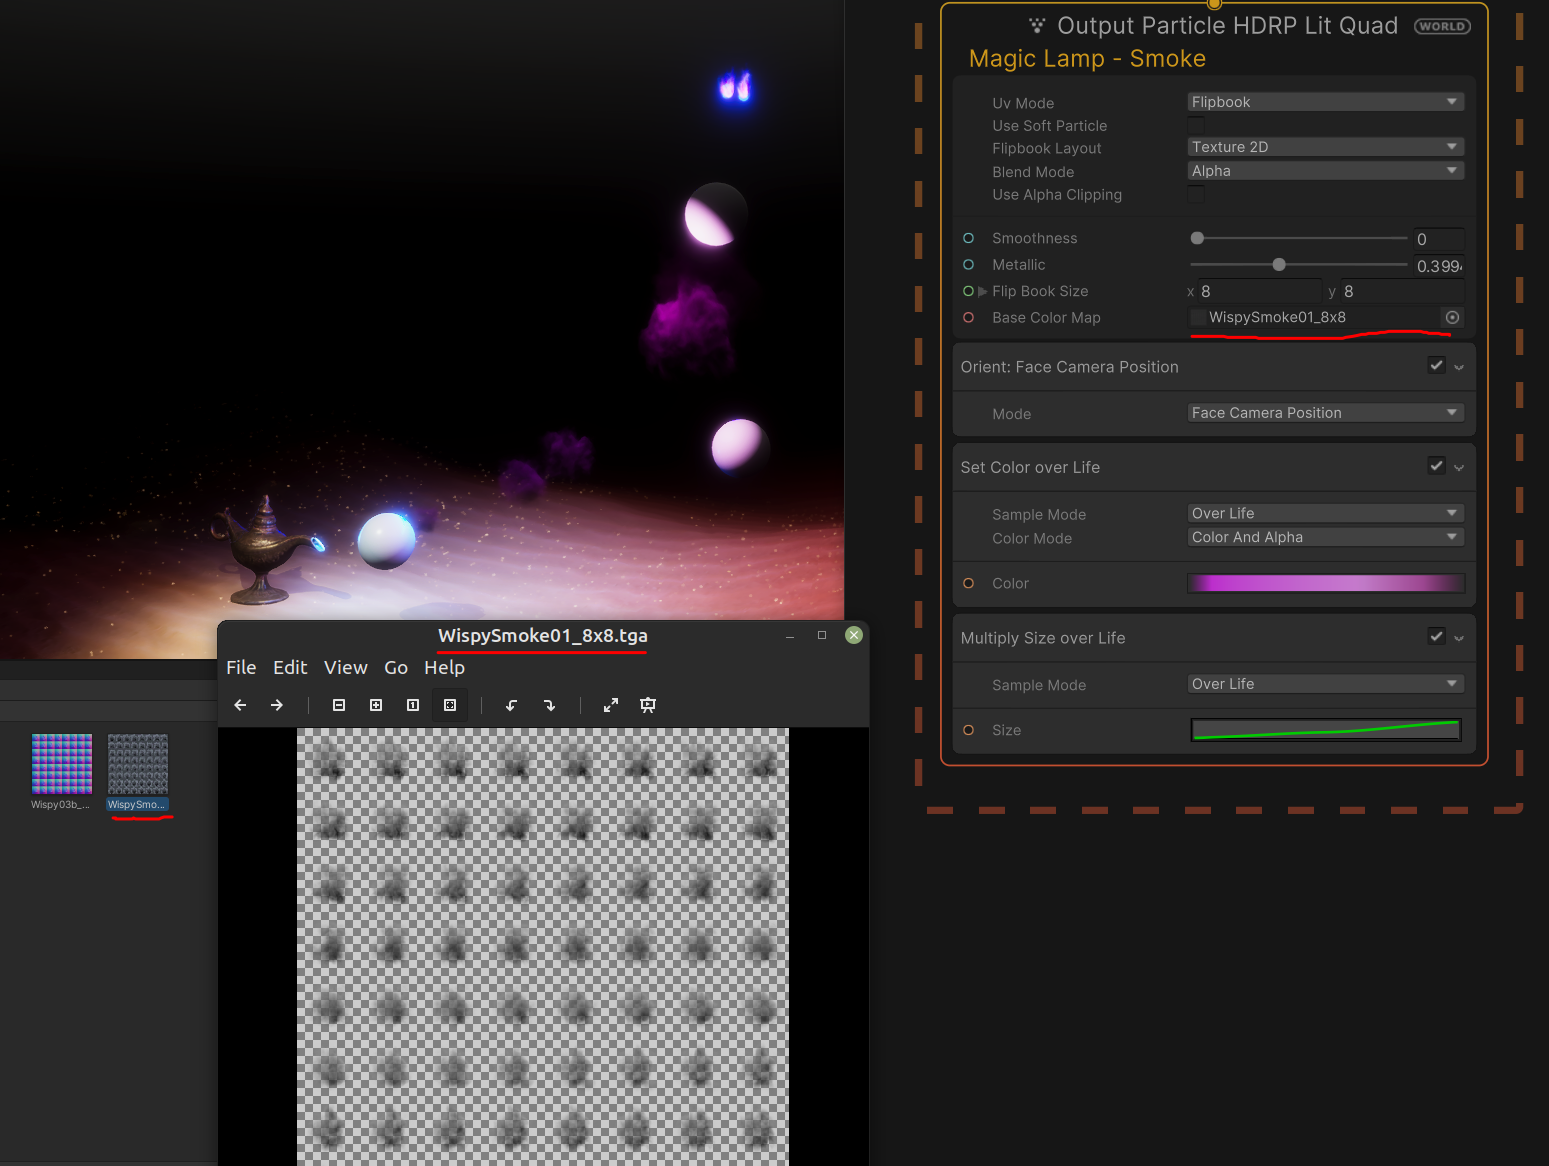 Output Particle HDRP Lit Quad WORLD
Magic Lamp - Smoke
Uv Mode Flipbook
Use Soft Particle
Flipbook Layout Texture 2D
Blend Mode Alpha
Use Alpha Clipping
Smoothness 0
Metallic 0.399
Flip Book Size x 8 y 8
Base Color Map WispySmoke01_8x8
Orient: Face Camera Position
Mode Face Camera Position
Set Color over Life
Sample Mode Over Life
Color Mode Color And Alpha
Color
Multiply Size over Life
Sample Mode Over Life
Size
WispySmoke01_8x8.tga
File Edit View Go Help
Wispy03b_... WispySmo...